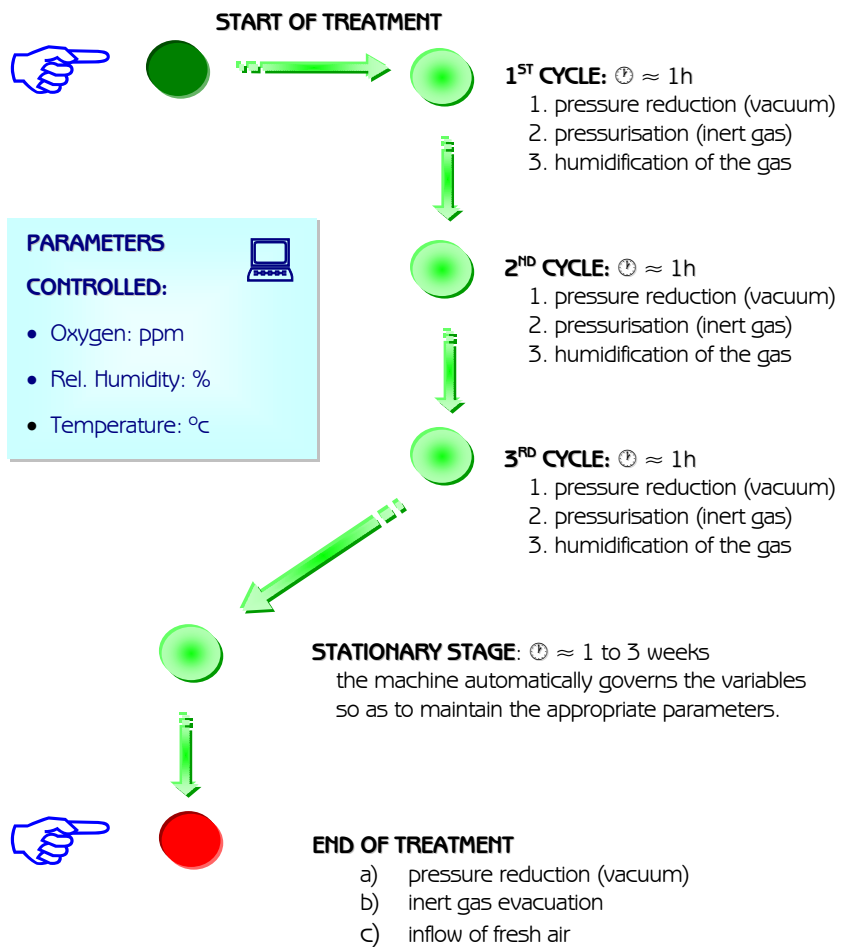 START OF TREATMENT
1ST CYCLE: 🕐 ≈ 1h
1. pressure reduction (vacuum)
2. pressurisation (inert gas)
3. humidification of the gas
PARAMETERS
CONTROLLED:
• Oxygen: ppm
• Rel. Humidity: %
• Temperature: ºc
2ND CYCLE: 🕐 ≈ 1h
1. pressure reduction (vacuum)
2. pressurisation (inert gas)
3. humidification of the gas
3RD CYCLE: 🕐 ≈ 1h
1. pressure reduction (vacuum)
2. pressurisation (inert gas)
3. humidification of the gas
STATIONARY STAGE: 🕐 ≈ 1 to 3 weeks
the machine automatically governs the variables
so as to maintain the appropriate parameters.
END OF TREATMENT
a) pressure reduction (vacuum)
b) inert gas evacuation
c) inflow of fresh air